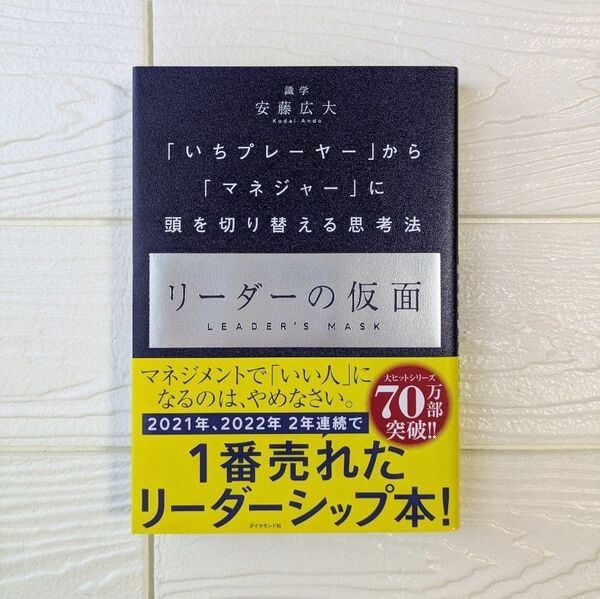 識学
安藤広大
Kodai Ando
「いちプレーヤー」から
「マネジャー」に
頭を切り替える思考法
リーダーの仮面
LEADER'S MASK
マネジメントで「いい人」に
なるのは、やめなさい。
大ヒットシリーズ
70万部
突破!!
2021年、2022年 2年連続で
1番売れた
リーダーシップ本!
ダイヤモンド社